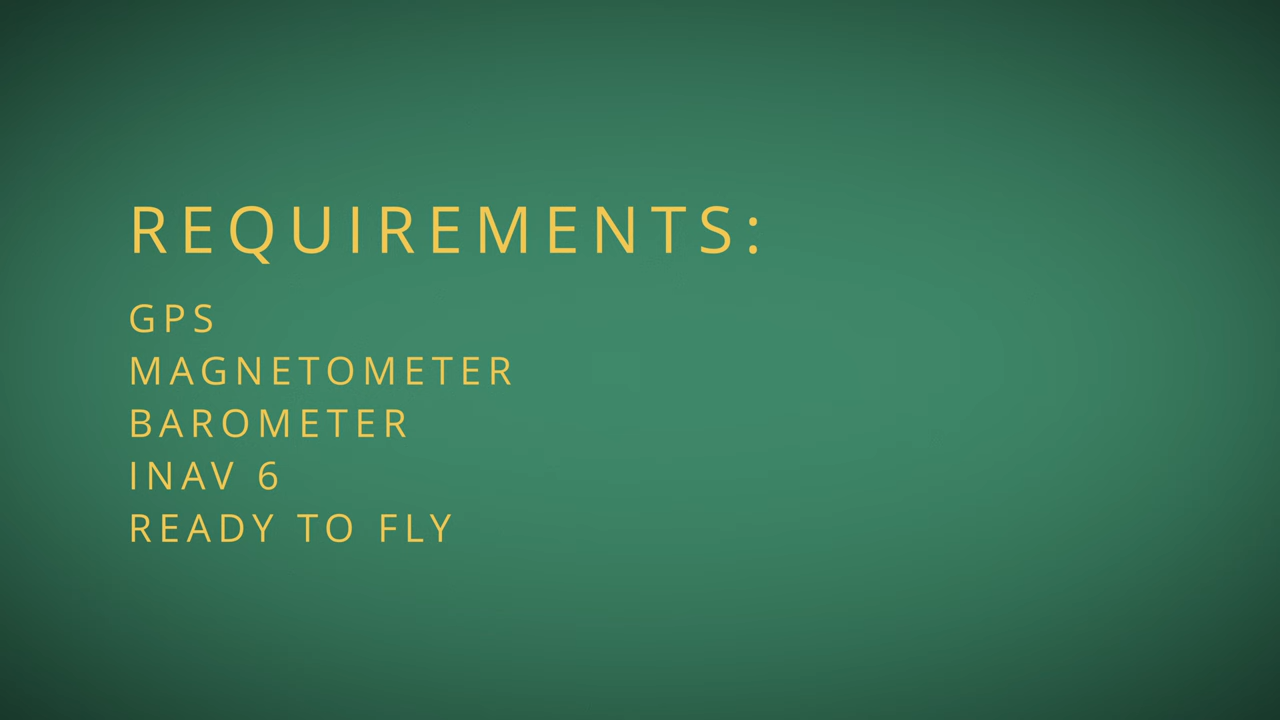 REQUIREMENTS:
GPS
MAGNETOMETER
BAROMETER
INAV 6
READY TO FLY